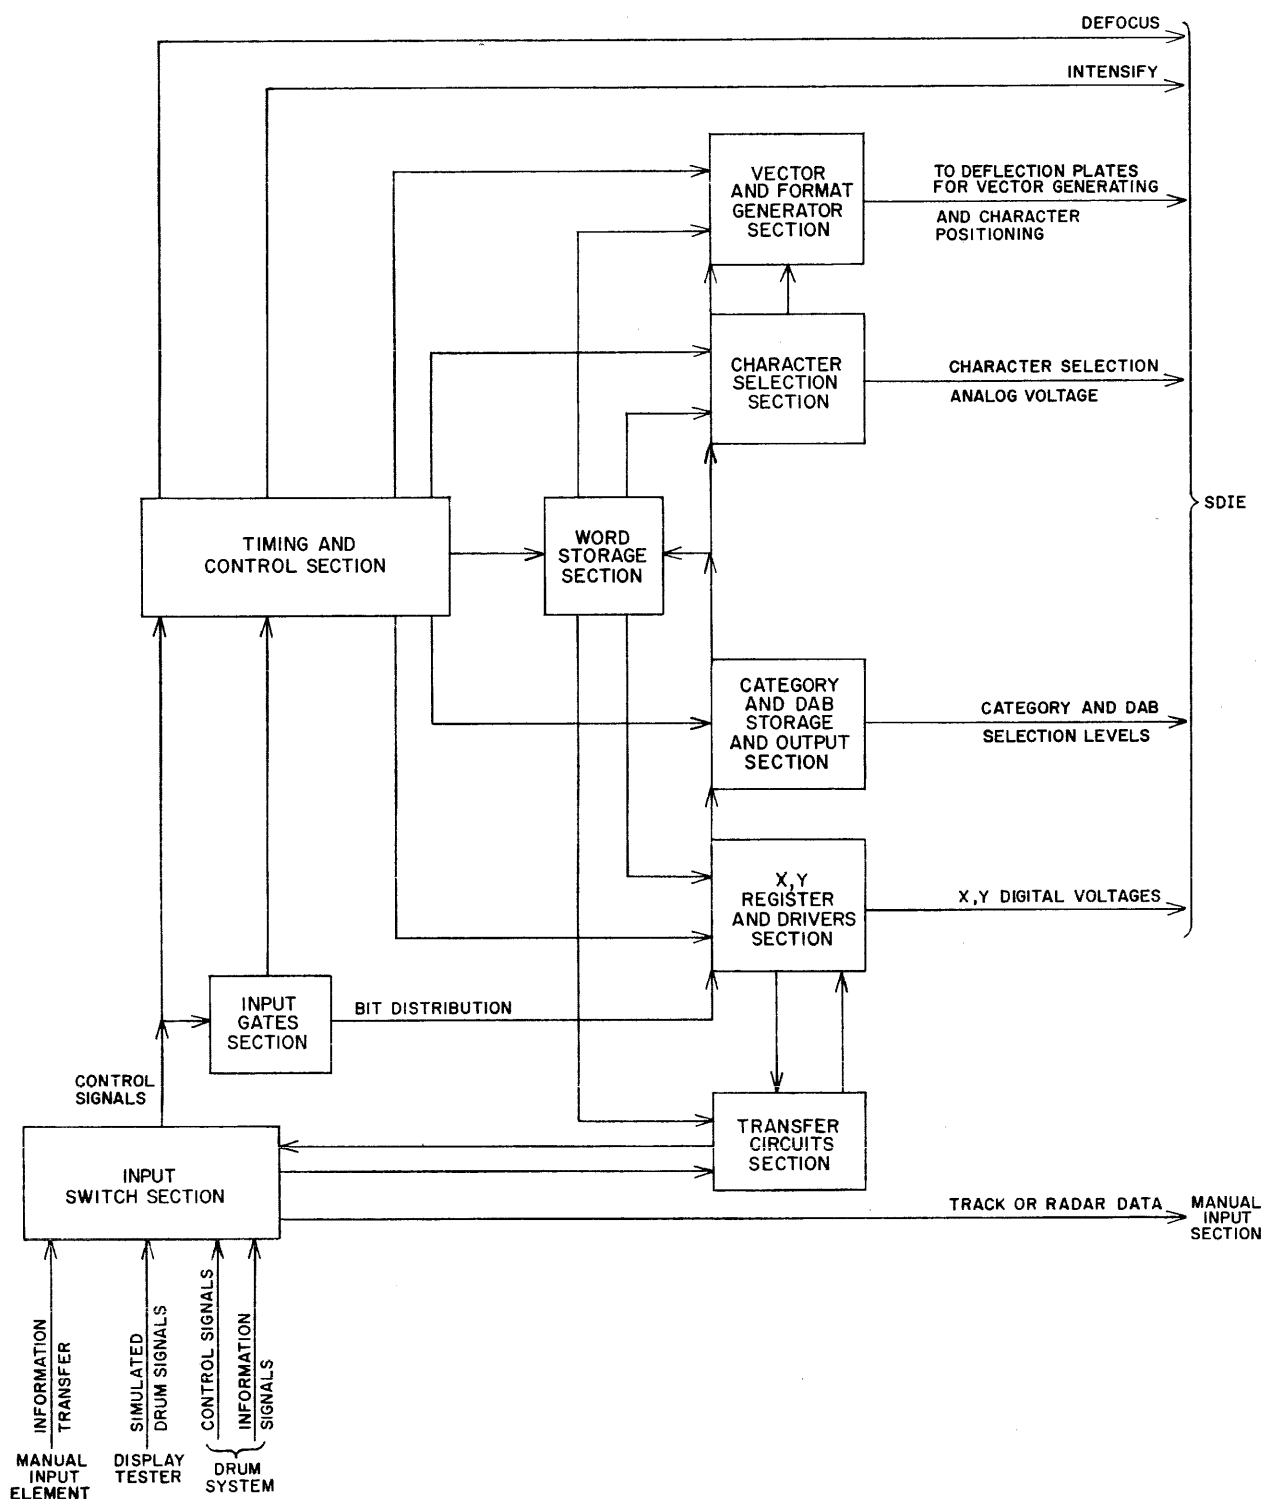 DEFOCUS
INTENSIFY
VECTOR
AND FORMAT
GENERATOR
SECTION
TO DEFLECTION PLATES
FOR VECTOR GENERATING
AND CHARACTER
POSITIONING
CHARACTER
SELECTION
SECTION
CHARACTER SELECTION
ANALOG VOLTAGE
SDIE
TIMING AND
CONTROL SECTION
WORD
STORAGE
SECTION
CATEGORY
AND DAB
STORAGE
AND OUTPUT
SECTION
CATEGORY AND DAB
SELECTION LEVELS
X,Y
REGISTER
AND DRIVERS
SECTION
X,Y DIGITAL VOLTAGES
INPUT
GATES
SECTION
BIT DISTRIBUTION
CONTROL
SIGNALS
TRANSFER
CIRCUITS
SECTION
INPUT
SWITCH SECTION
TRACK OR RADAR DATA
MANUAL
INPUT
SECTION
INFORMATION
TRANSFER
SIMULATED
DRUM SIGNALS
CONTROL SIGNALS
INFORMATION
SIGNALS
MANUAL
INPUT
ELEMENT
DISPLAY
TESTER
DRUM
SYSTEM